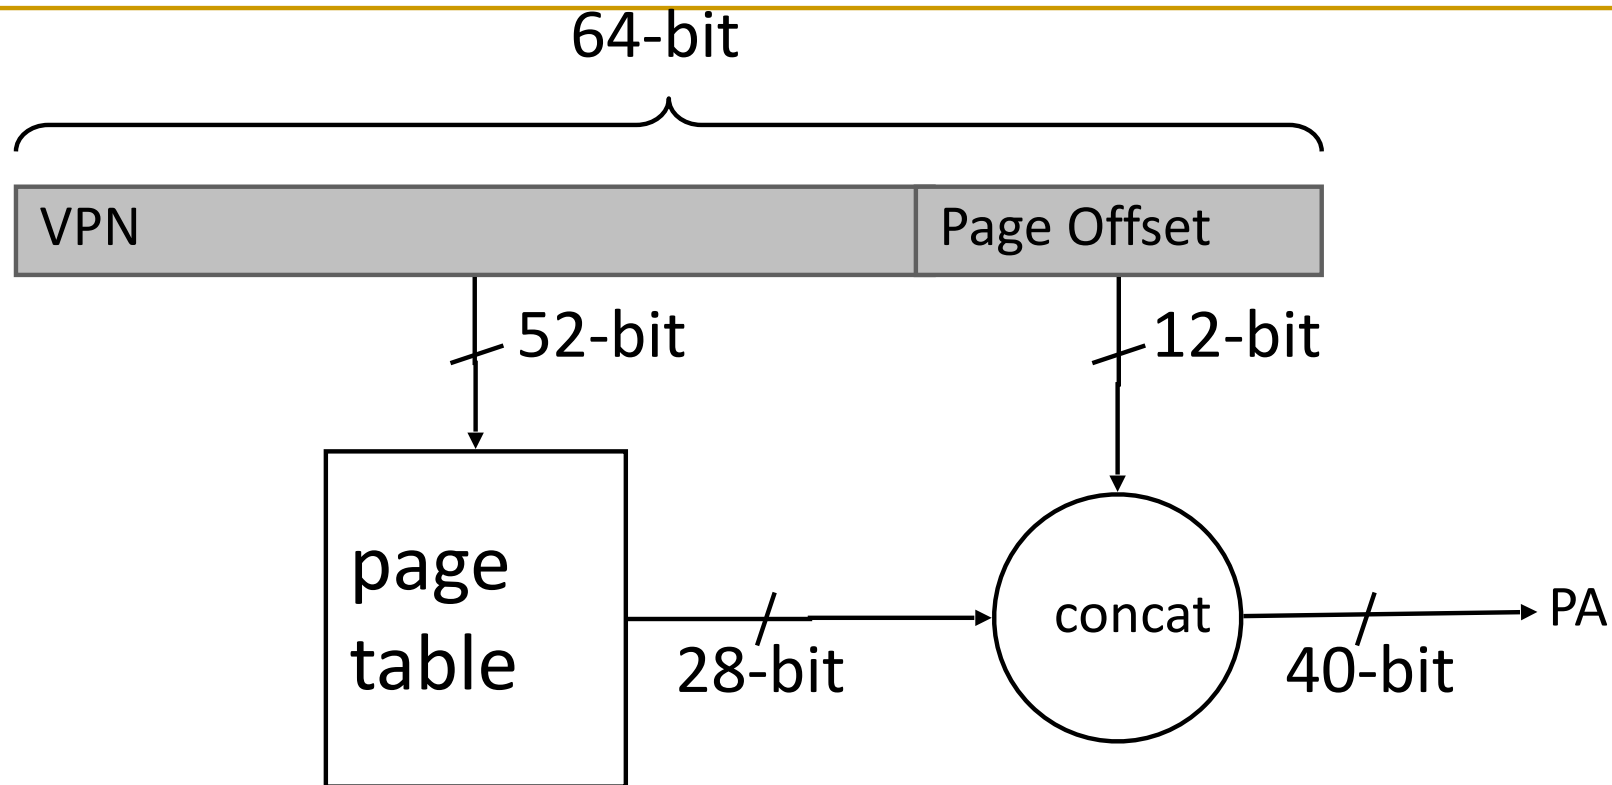 64-bit
VPN
Page Offset
52-bit
12-bit
page
table
28-bit
concat
40-bit
PA